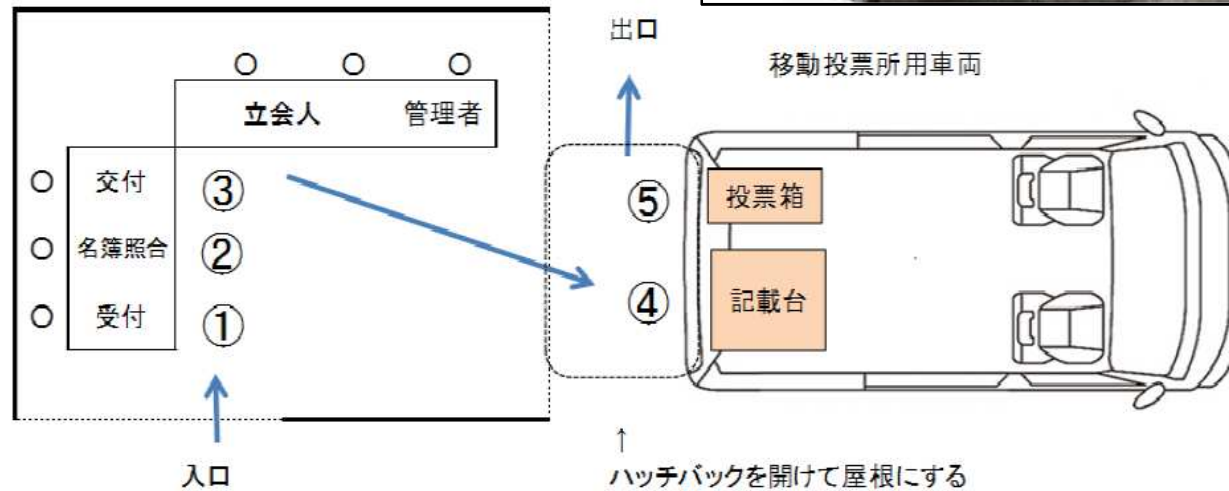 出口
移動投票所用車両
○ ○ ○
立会人 管理者
○ 交付 ③
⑤ 投票箱
○ 名簿照合 ②
○ 受付 ①
④ 記載台
↑
入口
ハッチバックを開けて屋根にする